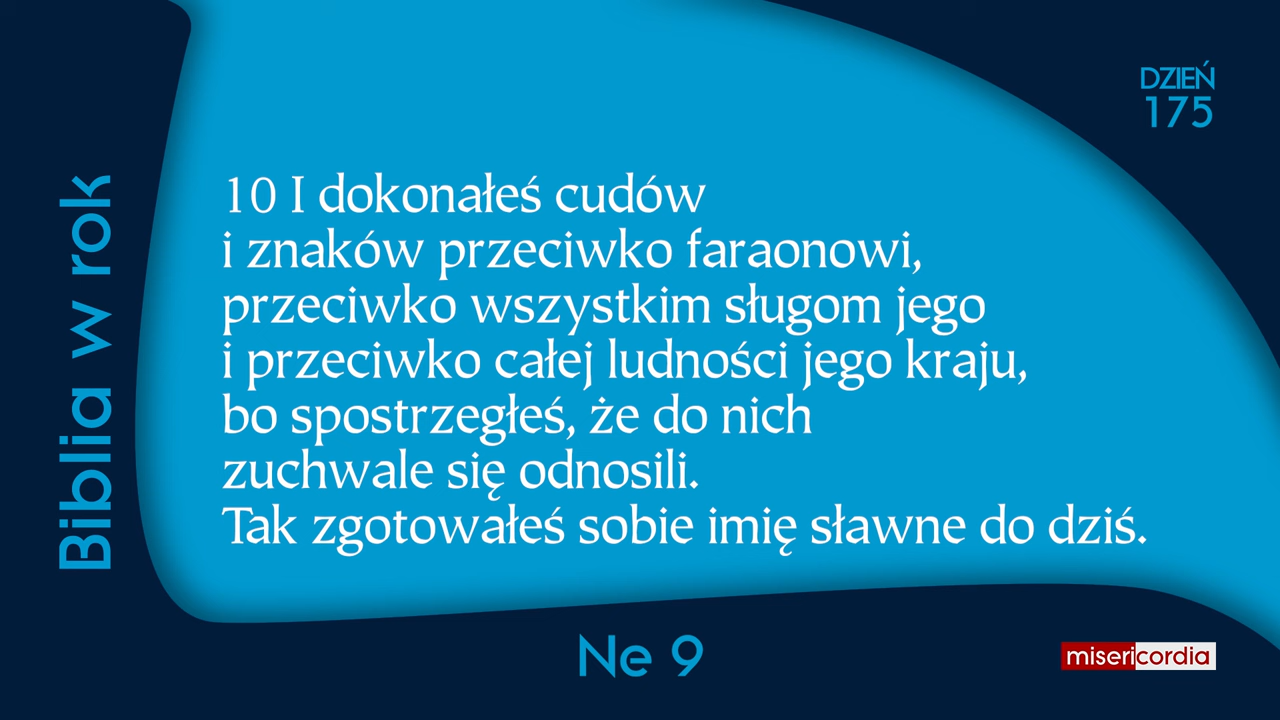 DZIEŃ
175
Biblia w rok
10 I dokonałeś cudów
i znaków przeciwko faraonowi,
przeciwko wszystkim sługom jego
i przeciwko całej ludności jego kraju,
bo spostrzegłeś, że do nich
zuchwale się odnosili.
Tak zgotowałeś sobie imię sławne do dziś.
Ne 9
misericordia